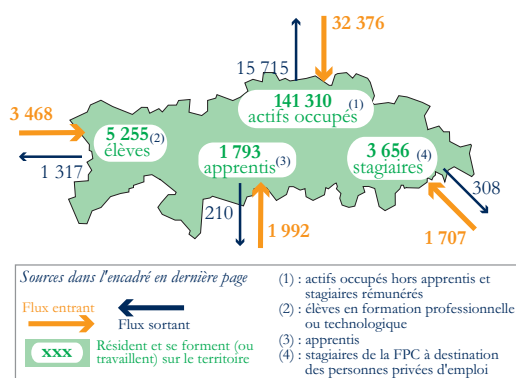 32 376
15 715
141 310 (1)
actifs occupés
3 468
5 255 (2)
élèves
1 793
apprentis (3)
3 656 (4)
stagiaires
1 317
308
210
1 992
1 707
Sources dans l'encadré en dernière page
Flux entrant
Flux sortant
xxx
Résident et se forment (ou
travaillent) sur le territoire
(1) : actifs occupés hors apprentis et
stagiaires rémunérés
(2) : élèves en formation professionnelle
ou technologique
(3) : apprentis
(4) : stagiaires de la FPC à destination
des personnes privées d'emploi